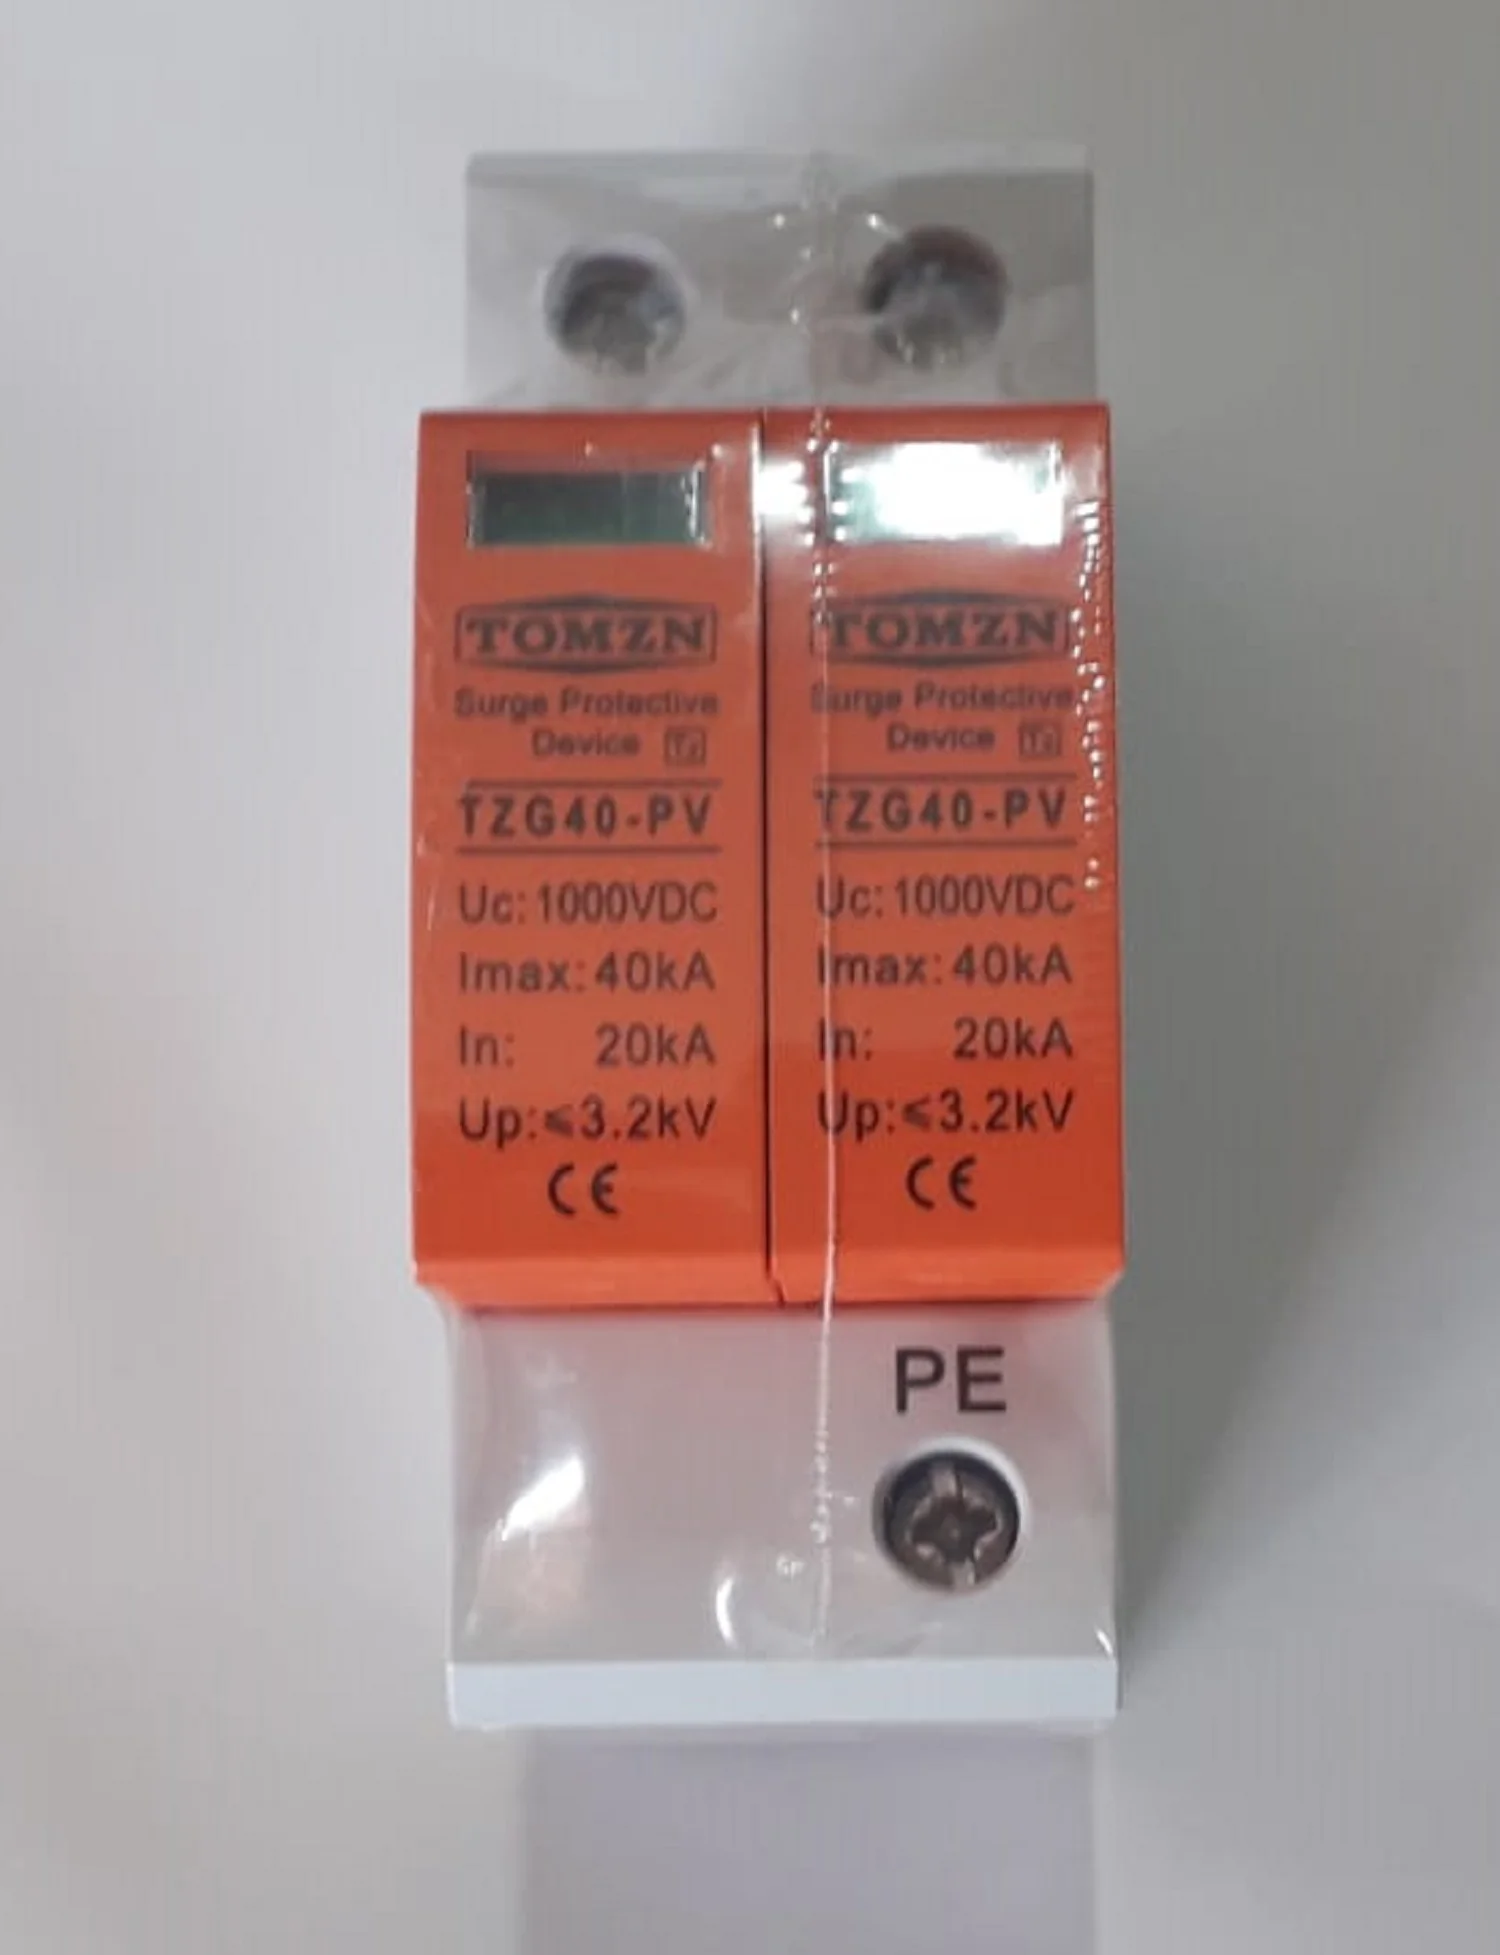 TOMZN
Surge Protective
Device T2
TZG40-PV
Uc: 1000VDC
Imax: 40kA
In: 20kA
Up: ⩽3.2kV
CE
TOMZN
Surge Protective
Device T2
TZG40-PV
Uc: 1000VDC
Imax: 40kA
In: 20kA
Up: ⩽3.2kV
CE
PE